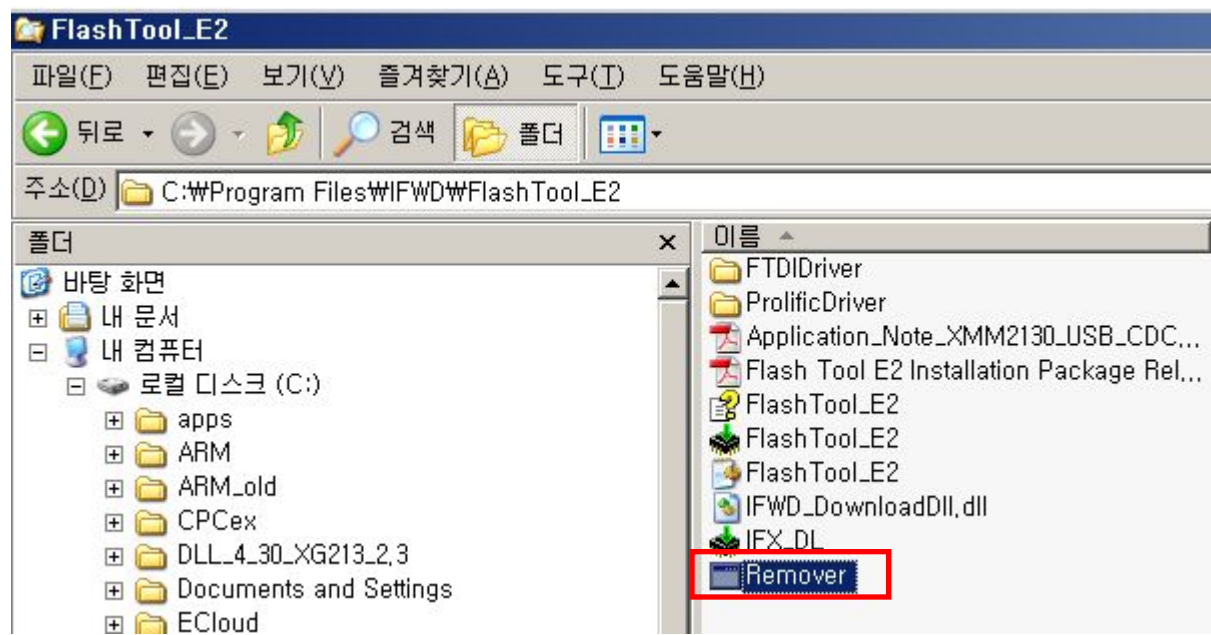 FlashTool_E2
파일(F) 편집(E) 보기(V) 즐겨찾기(A) 도구(T) 도움말(H)
뒤로 검색 폴더
주소(D) C:₩Program Files₩IFWD₩FlashTool_E2
폴더 x
바탕 화면
내 문서
내 컴퓨터
로컬 디스크 (C:)
apps
ARM
ARM_old
CPCex
DLL_4_30_XG213_2,3
Documents and Settings
ECloud
이름
FTDIDriver
ProlificDriver
Application_Note_XMM2130_USB_CDC,,,
Flash Tool E2 Installation Package Rel,,,
FlashTool_E2
FlashTool_E2
FlashTool_E2
IFWD_DownloadDll,dll
IFX_DL
Remover